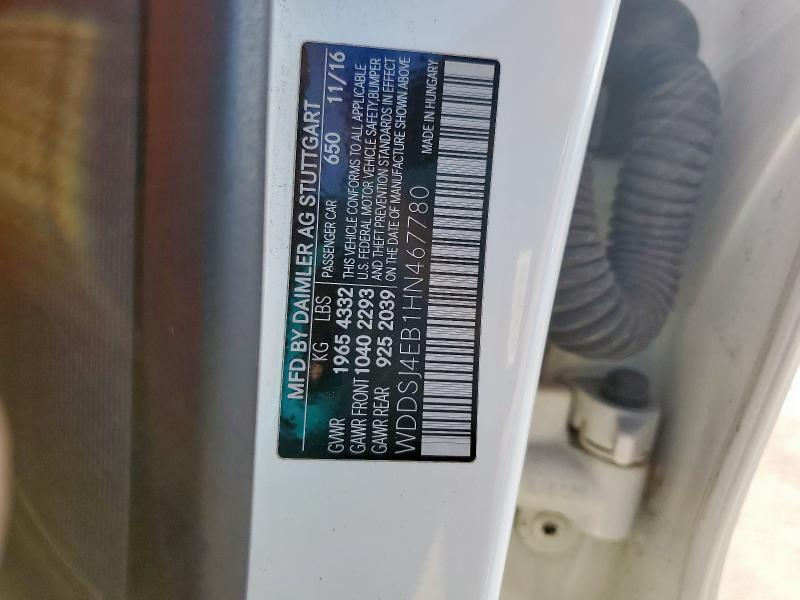 MFD BY DAIMLER AG STUTTGART
KG LBS PASSENGER CAR 650 11/16
GVWR 1965 4332
GAWR FRONT 1040 2293
GAWR REAR 925 2039
THIS VEHICLE CONFORMS TO ALL APPLICABLE
U.S. FEDERAL MOTOR VEHICLE SAFETY,BUMPER
AND THEFT PREVENTION STANDARDS IN EFFECT
ON THE DATE OF MANUFACTURE SHOWN ABOVE
WDDSJ4EB1HN467780
MADE IN HUNGARY